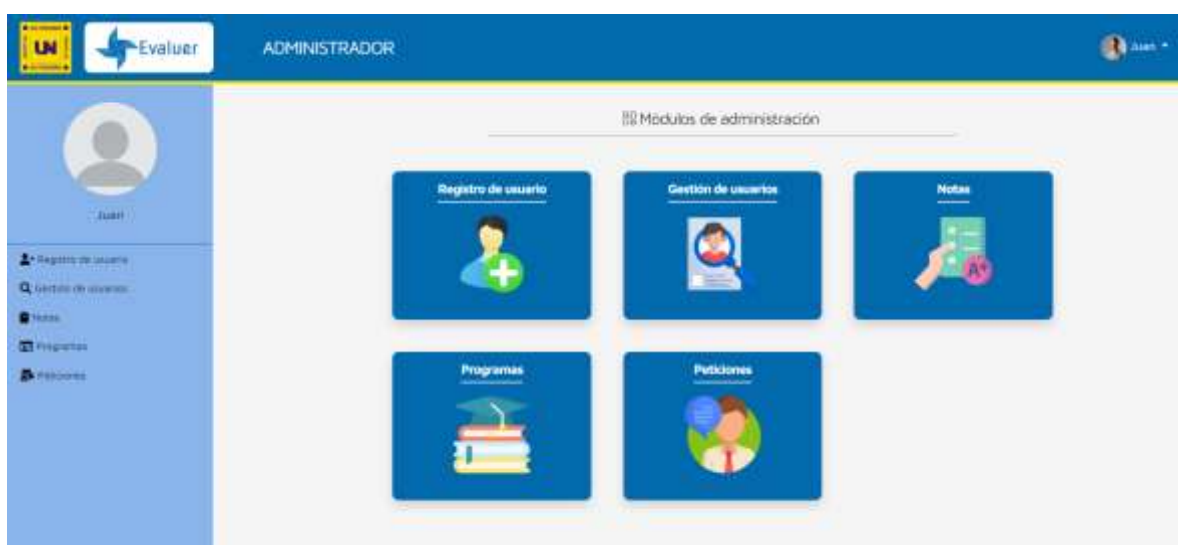 UN
Evaluer
ADMINISTRADOR
Juan
Módulos de administración
Juan
Registro de usuario
Gestión de usuarios
Notas
Programas
Peticiones
Registro de usuario
Gestión de usuarios
Notas
A+
Programas
Peticiones